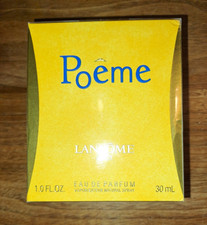 Poême
LANCÔME
EAU DE PARFUM
1.0 FL.OZ. 30 mL